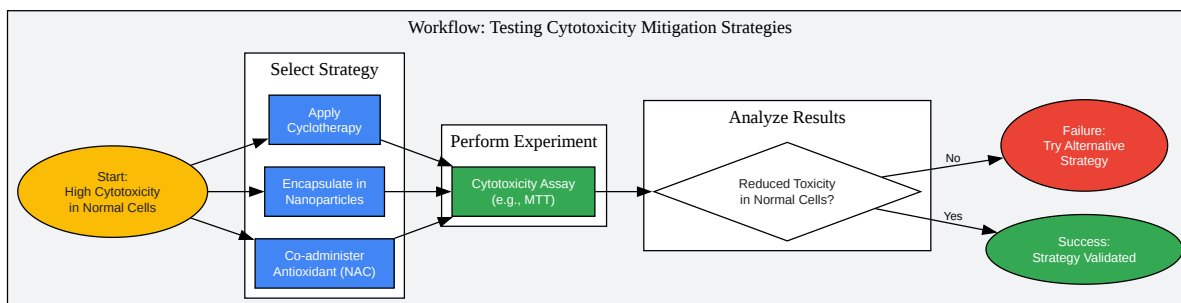 Workflow: Testing Cytotoxicity Mitigation Strategies
Start:
High Cytotoxicity
in Normal Cells
Select Strategy
Apply
Cyclotherapy
Encapsulate in
Nanoparticles
Co-administer
Antioxidant (NAC)
Perform Experiment
Cytotoxicity Assay
(e.g., MTT)
Analyze Results
Reduced Toxicity
in Normal Cells?
No
Failure:
Try Alternative
Strategy
Yes
Success:
Strategy Validated